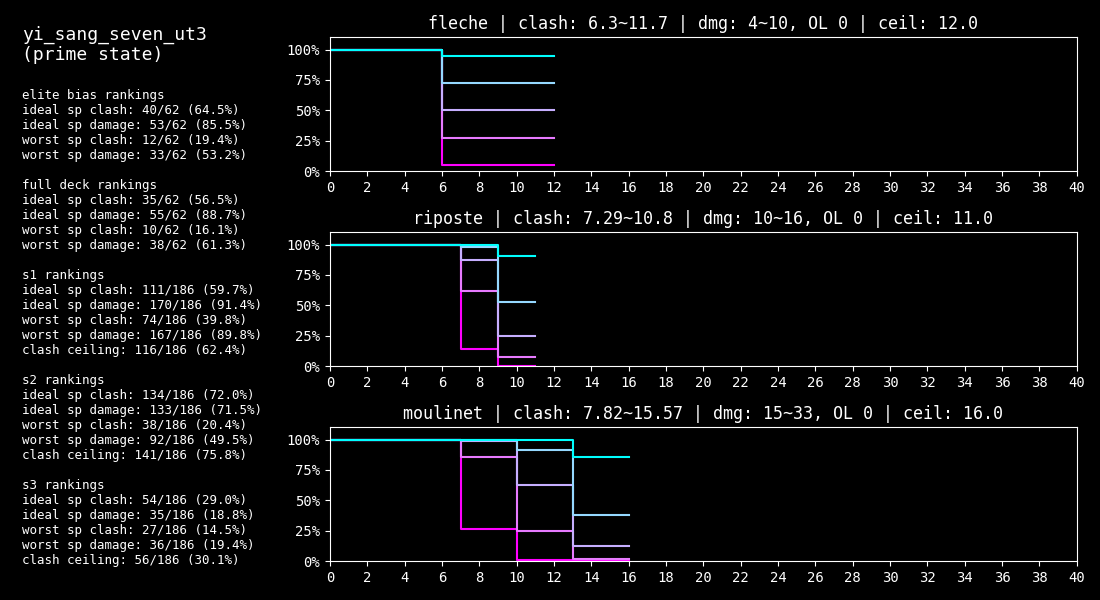 yi_sang_seven_ut3
(prime state)
elite bias rankings
ideal sp clash: 40/62 (64.5%)
ideal sp damage: 53/62 (85.5%)
worst sp clash: 12/62 (19.4%)
worst sp damage: 33/62 (53.2%)
full deck rankings
ideal sp clash: 35/62 (56.5%)
ideal sp damage: 55/62 (88.7%)
worst sp clash: 10/62 (16.1%)
worst sp damage: 38/62 (61.3%)
s1 rankings
ideal sp clash: 111/186 (59.7%)
ideal sp damage: 170/186 (91.4%)
worst sp clash: 74/186 (39.8%)
worst sp damage: 167/186 (89.8%)
clash ceiling: 116/186 (62.4%)
s2 rankings
ideal sp clash: 134/186 (72.0%)
ideal sp damage: 133/186 (71.5%)
worst sp clash: 38/186 (20.4%)
worst sp damage: 92/186 (49.5%)
clash ceiling: 141/186 (75.8%)
s3 rankings
ideal sp clash: 54/186 (29.0%)
ideal sp damage: 35/186 (18.8%)
worst sp clash: 27/186 (14.5%)
worst sp damage: 36/186 (19.4%)
clash ceiling: 56/186 (30.1%)
fleche | clash: 6.3~11.7 | dmg: 4~10, OL 0 | ceil: 12.0
100%
75%
50%
25%
0%
0 2 4 6 8 10 12 14 16 18 20 22 24 26 28 30 32 34 36 38 40
riposte | clash: 7.29~10.8 | dmg: 10~16, OL 0 | ceil: 11.0
100%
75%
50%
25%
0%
0 2 4 6 8 10 12 14 16 18 20 22 24 26 28 30 32 34 36 38 40
moulinet | clash: 7.82~15.57 | dmg: 15~33, OL 0 | ceil: 16.0
100%
75%
50%
25%
0%
0 2 4 6 8 10 12 14 16 18 20 22 24 26 28 30 32 34 36 38 40